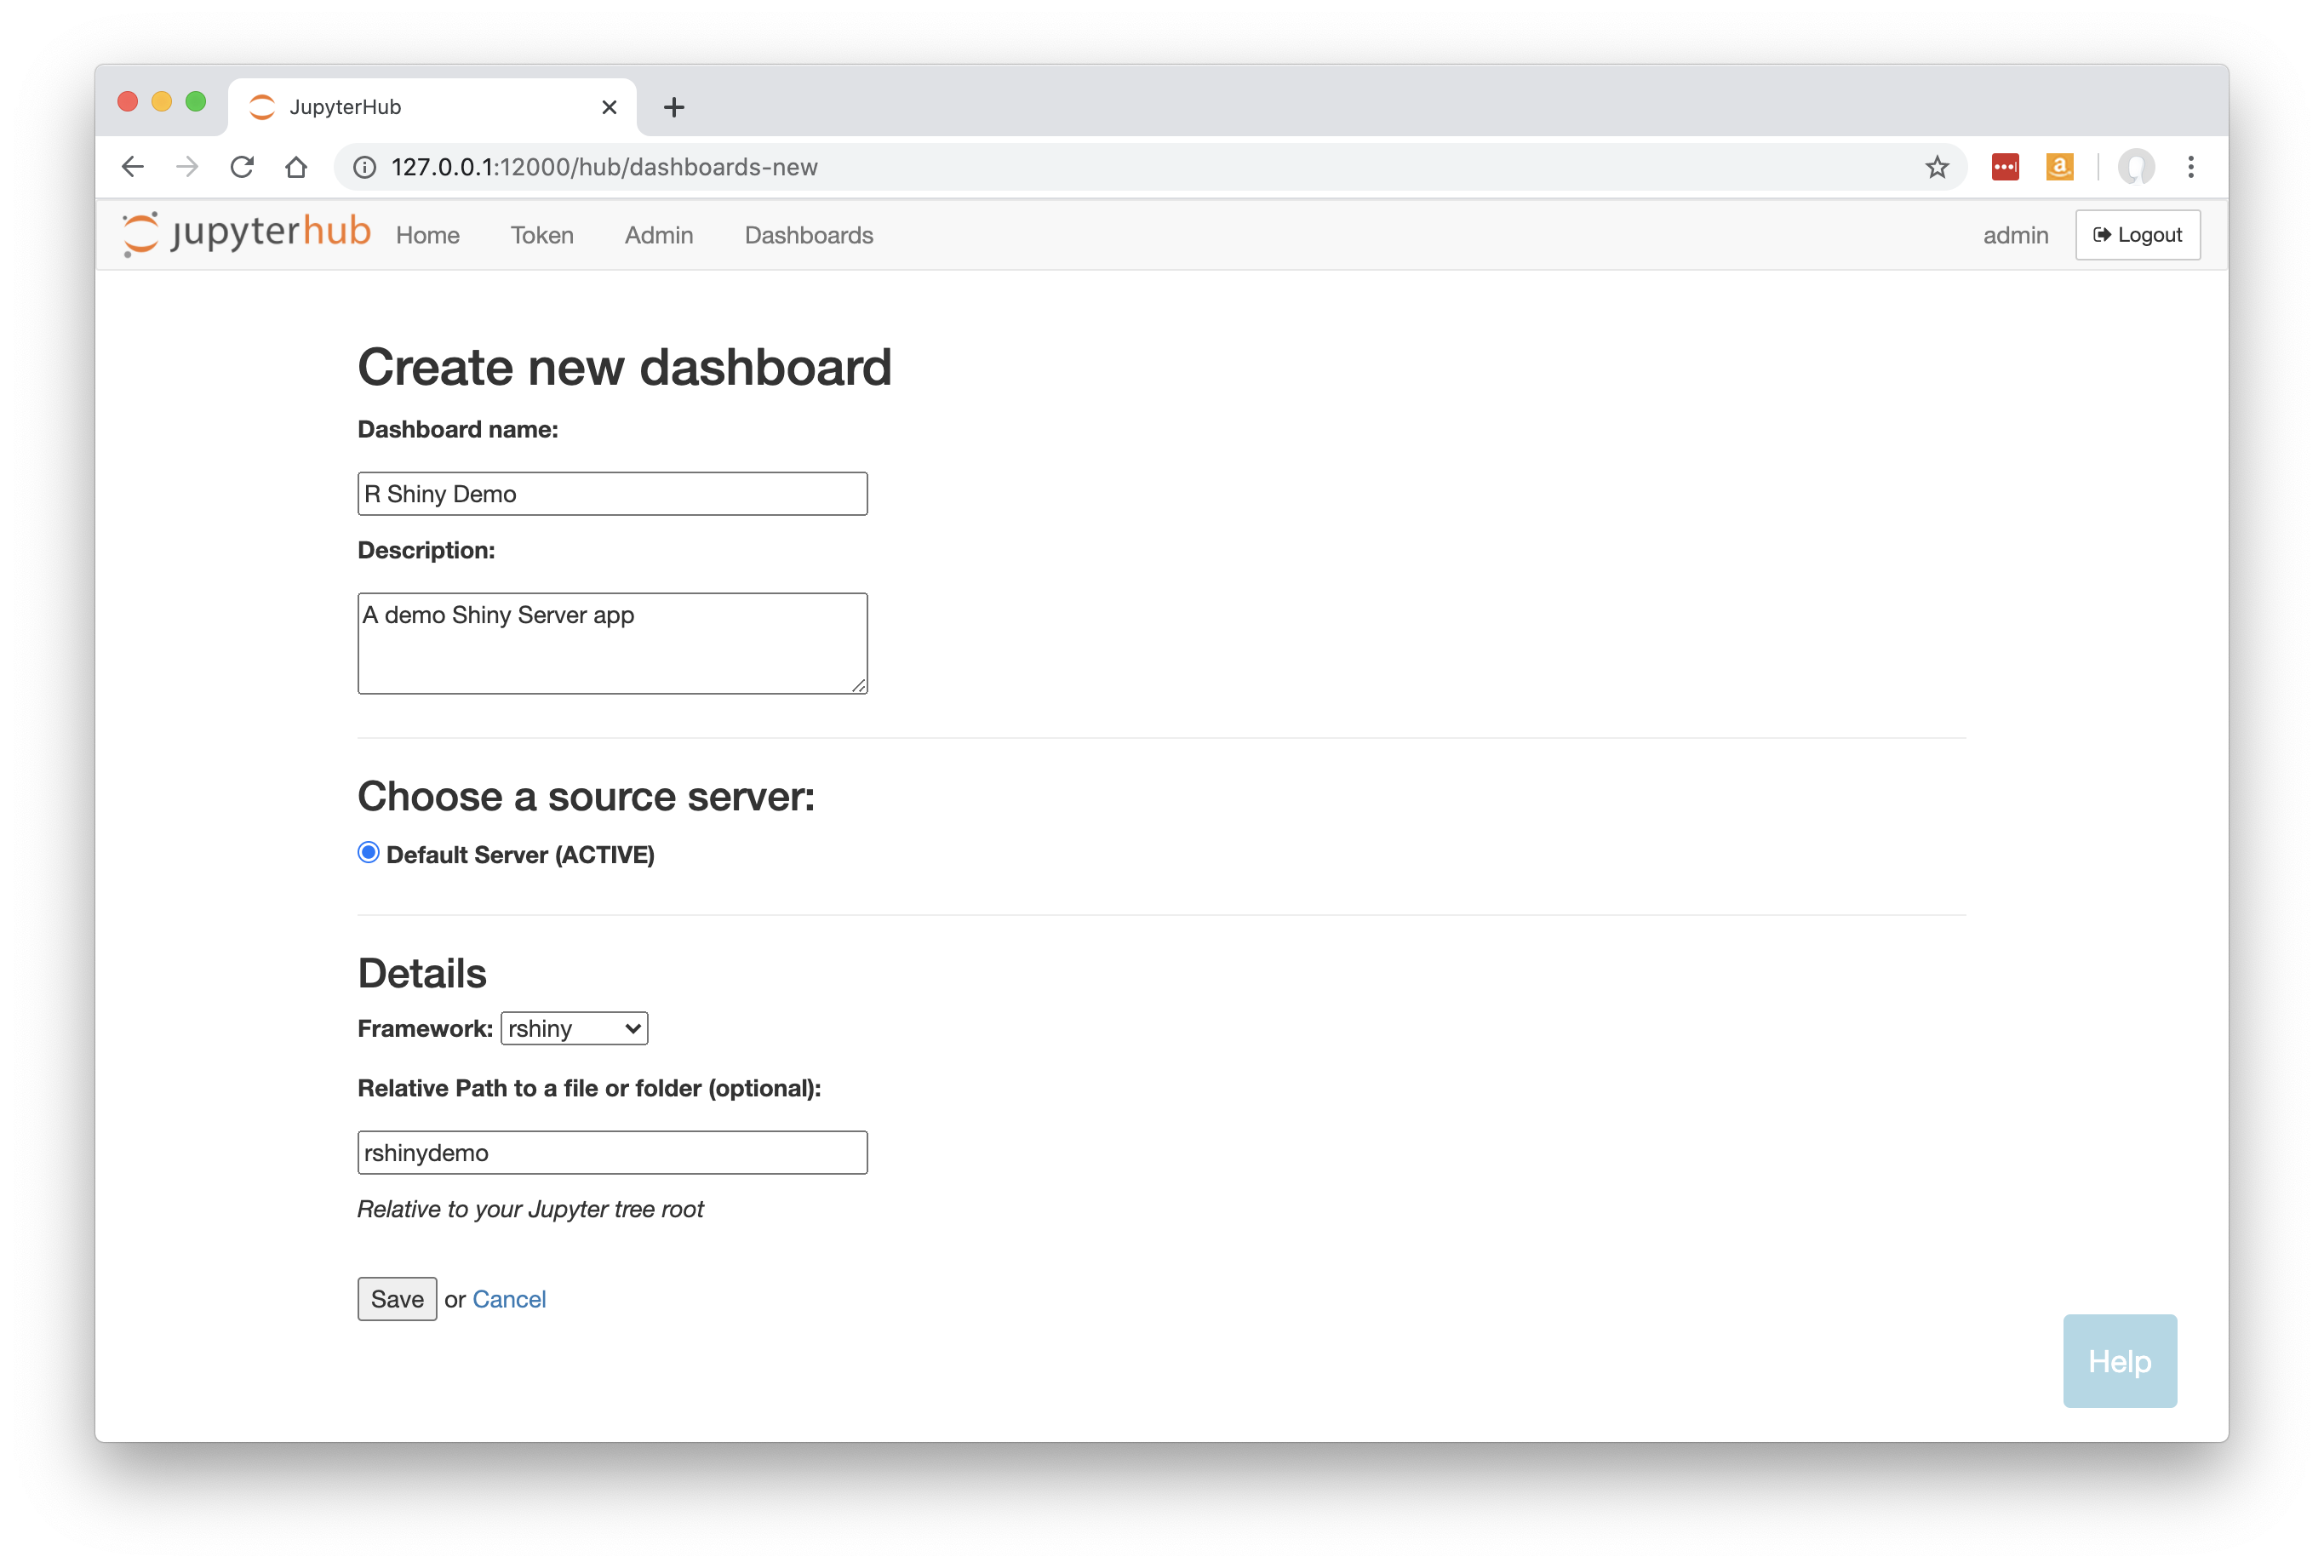 JupyterHub
127.0.0.1:12000/hub/dashboards-new
a
jupyterhub Home Token Admin Dashboards admin Logout
Create new dashboard
Dashboard name:
R Shiny Demo
Description:
A demo Shiny Server app
Choose a source server:
Default Server (ACTIVE)
Details
Framework: rshiny
Relative Path to a file or folder (optional):
rshinydemo
Relative to your Jupyter tree root
Save or Cancel
Help